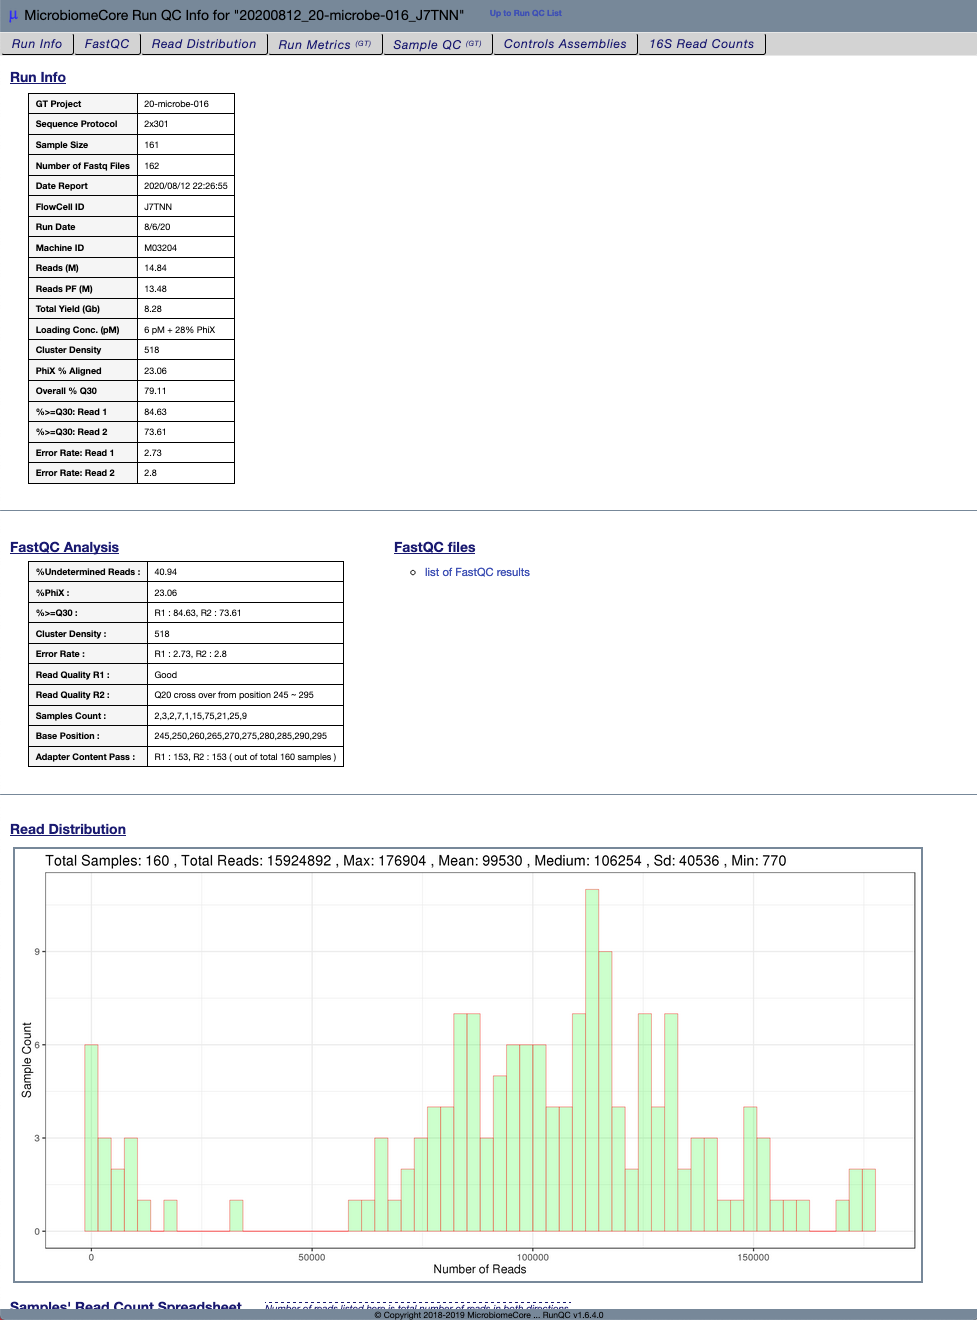 μ MicrobiomeCore Run QC Info for "20200812_20-microbe-016_J7TNN" Up to Run QC List
Run Info FastQC Read Distribution Run Metrics (GT) Sample QC (GT) Controls Assemblies 16S Read Counts
Run Info
GT Project 20-microbe-016
Sequence Protocol 2x301
Sample Size 161
Number of Fastq Files 162
Date Report 2020/08/12 22:26:55
FlowCell ID J7TNN
Run Date 8/6/20
Machine ID M03204
Reads (M) 14.84
Reads PF (M) 13.48
Total Yield (Gb) 8.28
Loading Conc. (pM) 6 pM + 28% PhiX
Cluster Density 518
PhiX % Aligned 23.06
Overall % Q30 79.11
%>=Q30: Read 1 84.63
%>=Q30: Read 2 73.61
Error Rate: Read 1 2.73
Error Rate: Read 2 2.8
FastQC Analysis
%Undetermined Reads : 40.94
%PhiX : 23.06
%>=Q30 : R1 : 84.63, R2 : 73.61
Cluster Density : 518
Error Rate : R1 : 2.73, R2 : 2.8
Read Quality R1 : Good
Read Quality R2 : Q20 cross over from position 245 ~ 295
Samples Count : 2,3,2,7,1,15,75,21,25,9
Base Position : 245,250,260,265,270,275,280,285,290,295
Adapter Content Pass : R1 : 153, R2 : 153 ( out of total 160 samples )
FastQC files
list of FastQC results
Read Distribution
Total Samples: 160 , Total Reads: 15924892 , Max: 176904 , Mean: 99530 , Medium: 106254 , Sd: 40536 , Min: 770
9
6
3
0
Sample Count
0 50000 100000 150000
Number of Reads
Samples' Read Count Spreadsheet Number of reads listed here is total number of reads in both directions
© Copyright 2018-2019 MicrobiomeCore ... RunQC v1.6.4.0